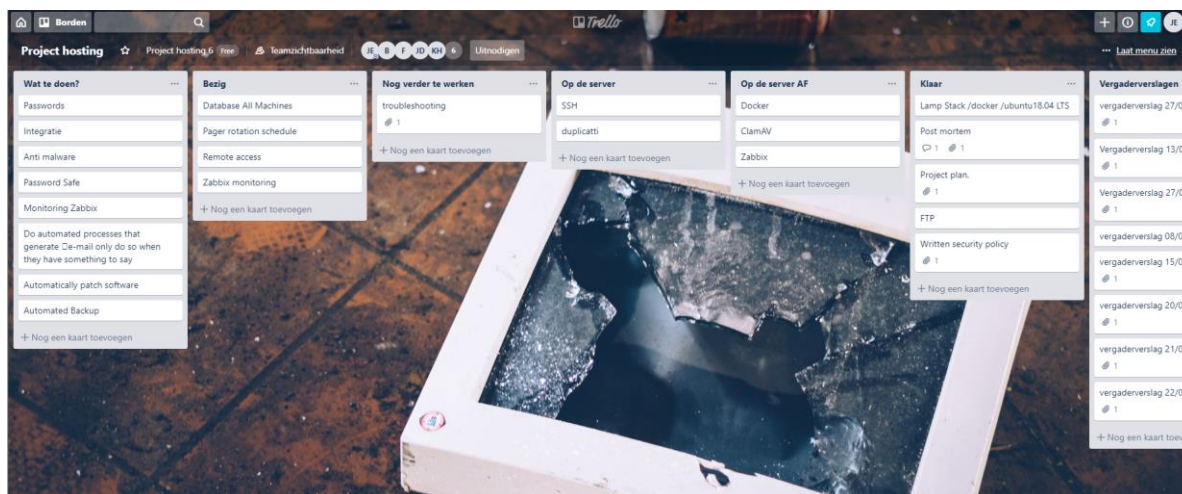 Borden
Trello
JE
Project hosting
Project hosting 6 Free
Teamzichtbaarheid
JE B F JD KH 6
Uitnodigen
Laat menu zien
Wat te doen?
Passwords
Integratie
Anti malware
Password Safe
Monitoring Zabbix
Do automated processes that
generate e-mail only do so when
they have something to say
Automatically patch software
Automated Backup
+ Nog een kaart toevoegen
Bezig
Database All Machines
Pager rotation schedule
Remote access
Zabbix monitoring
+ Nog een kaart toevoegen
Nog verder te werken
troubleshooting
1
+ Nog een kaart toevoegen
Op de server
SSH
duplicatti
+ Nog een kaart toevoegen
Op de server AF
Docker
ClamAV
Zabbix
+ Nog een kaart toevoegen
Klaar
Lamp Stack /docker /ubuntu18.04 LTS
Post mortem
1 1
Project plan.
1
FTP
Written security policy
1
+ Nog een kaart toevoegen
Vergaderverslagen
vergaderverslag 27/0
1
Vergaderverslag 13/0
1
Vergaderverslag 27/0
1
vergaderverslag 08/0
vergaderverslag 15/0
1
vergaderverslag 20/0
1
vergaderverslag 21/0
1
vergaderverslag 22/0
1
+ Nog een kaart